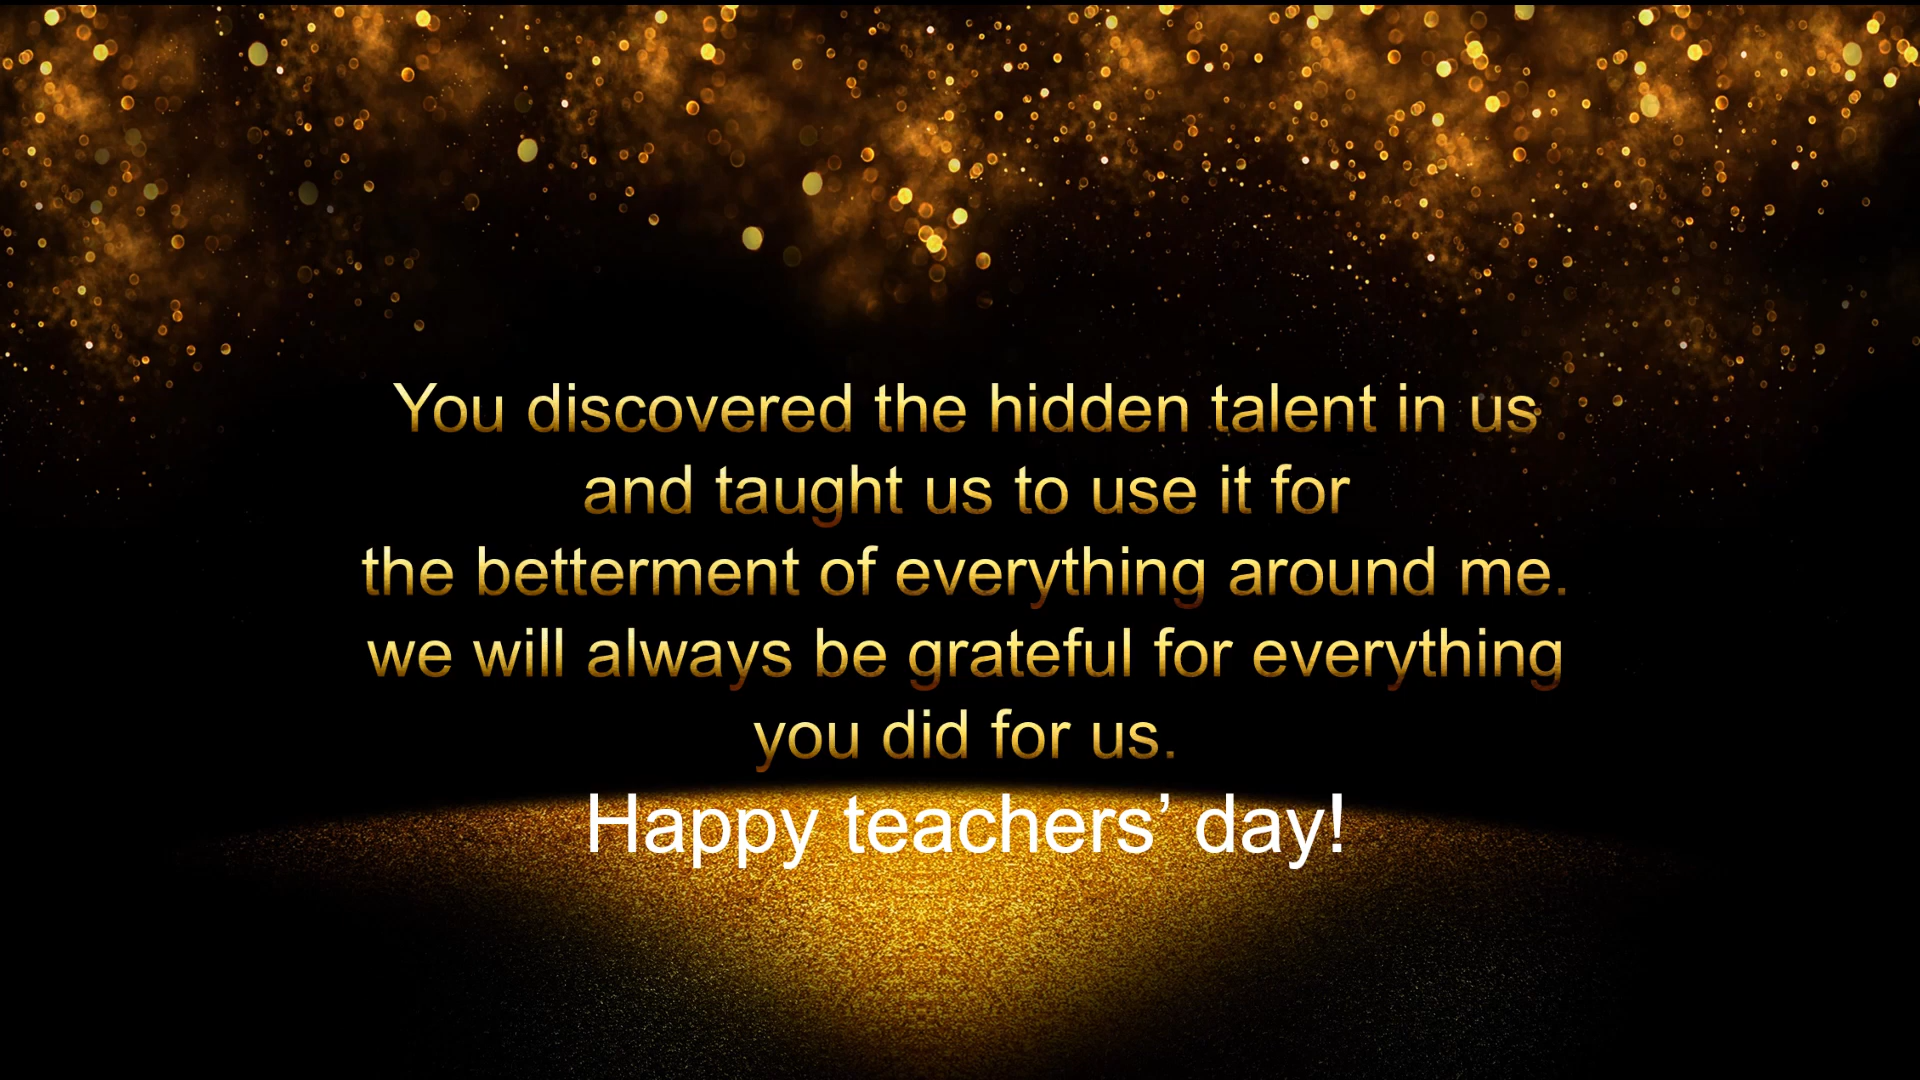 You discovered the hidden talent in us
and taught us to use it for
the betterment of everything around me.
we will always be grateful for everything
you did for us.
Happy teachers’ day!